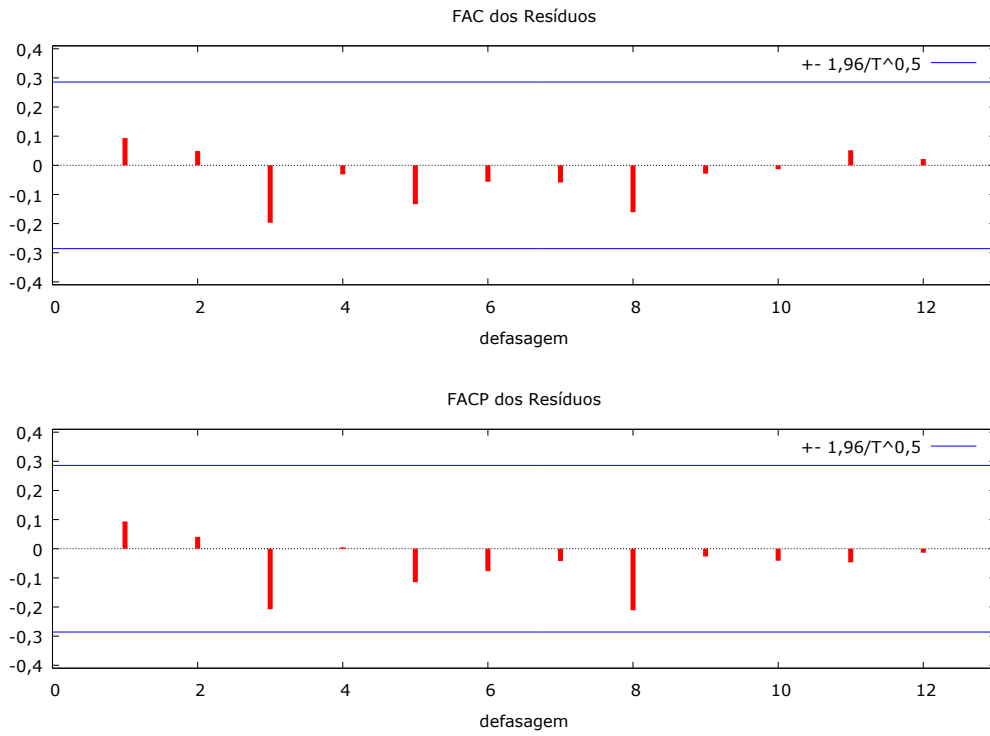 FAC dos Resíduos
+- 1,96/T^0,5
0,4
0,3
0,2
0,1
0
-0,1
-0,2
-0,3
-0,4
0 2 4 6 8 10 12
defasagem
FACP dos Resíduos
+- 1,96/T^0,5
0,4
0,3
0,2
0,1
0
-0,1
-0,2
-0,3
-0,4
0 2 4 6 8 10 12
defasagem